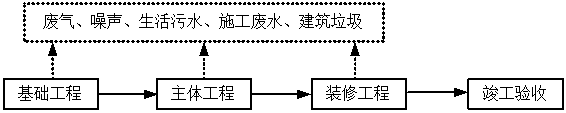 废气、噪声、生活污水、施工废水、建筑垃圾
基础工程
主体工程
装修工程
竣工验收